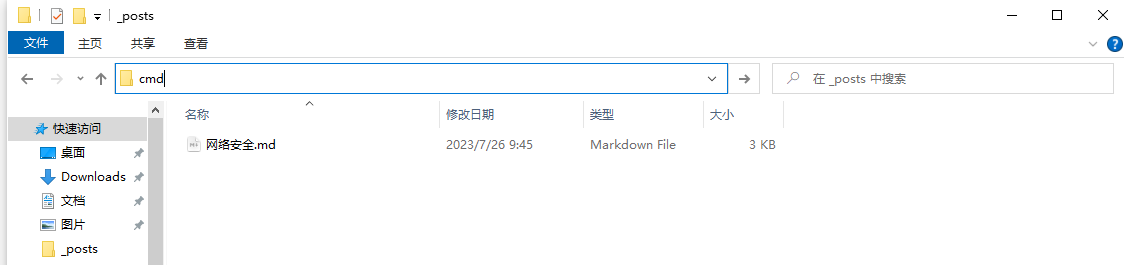 _posts
文件 主页 共享 查看
cmd
在 _posts 中搜索
名称 修改日期 类型 大小
快速访问
网络安全.md 2023/7/26 9:45 Markdown File 3 KB
桌面
Downloads
文档
图片
_posts